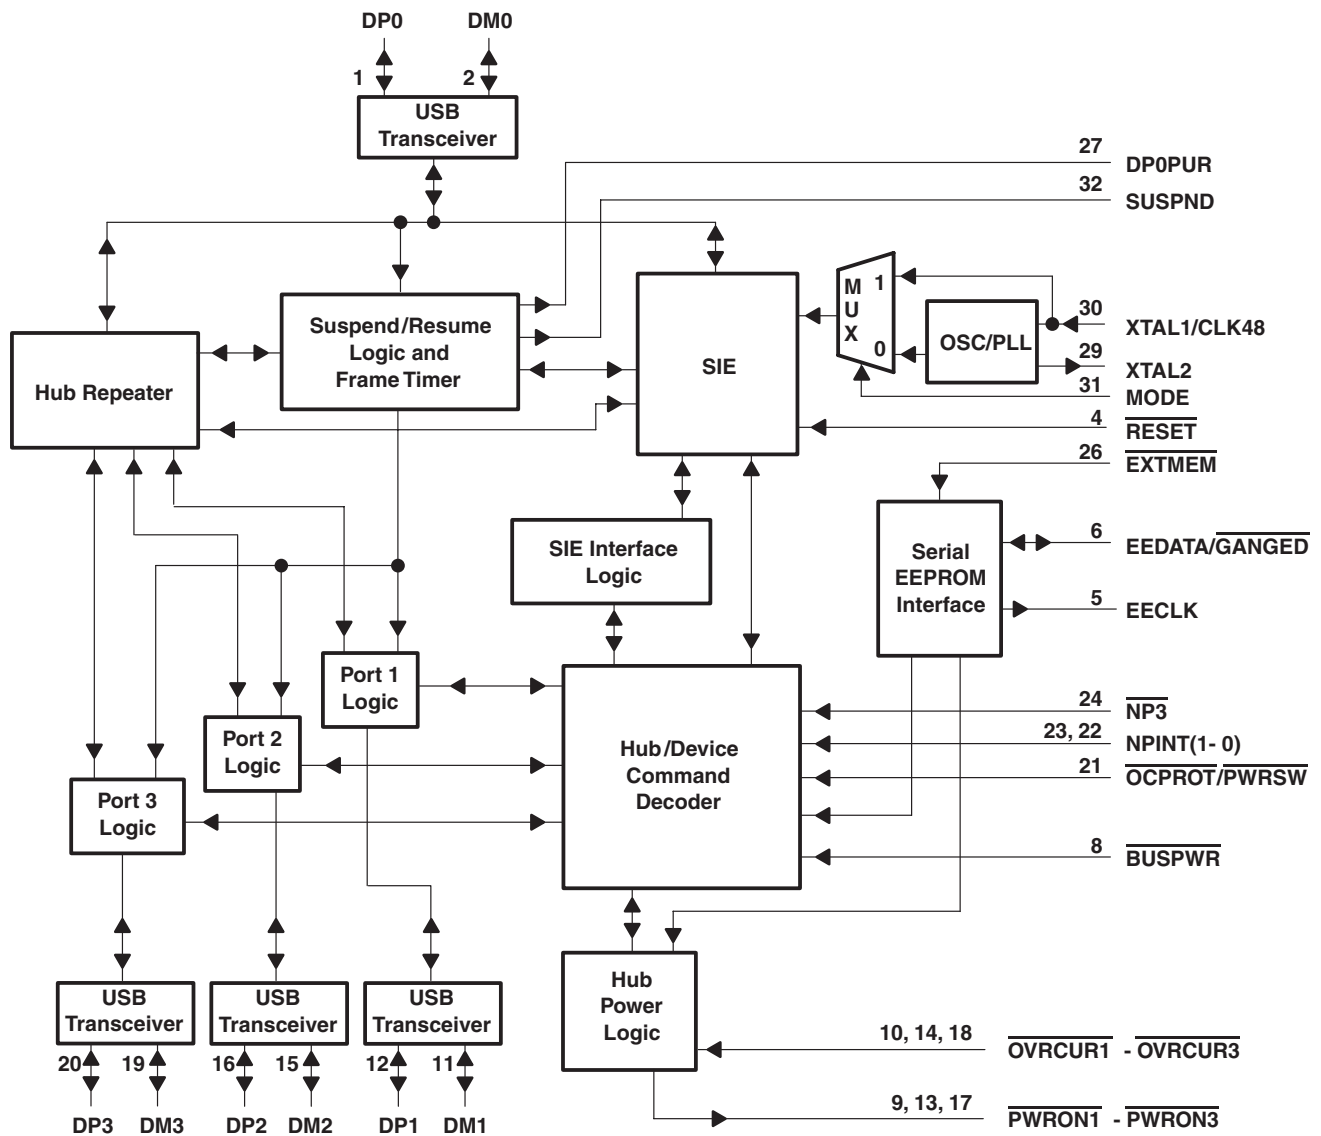 DP0 DM0
1 2
USB
Transceiver
27
DP0PUR
32
SUSPND
Suspend/Resume
Logic and
Frame Timer
Hub Repeater
SIE
MUX
1
0
OSC/PLL
30
XTAL1/CLK48
29
XTAL2
31
MODE
4
RESET
26
EXTMEM
SIE Interface
Logic
Serial
EEPROM
Interface
6
EEDATA/GANGED
5
EECLK
Port 1
Logic
Port 2
Logic
Port 3
Logic
Hub/Device
Command
Decoder
24
NP3
23, 22
NPINT(1- 0)
21
OCPROT/PWRSW
8
BUSPWR
USB
Transceiver
USB
Transceiver
USB
Transceiver
Hub
Power
Logic
10, 14, 18
OVRCUR1 - OVRCUR3
9, 13, 17
PWRON1 - PWRON3
20 19 16 15 12 11
DP3 DM3 DP2 DM2 DP1 DM1